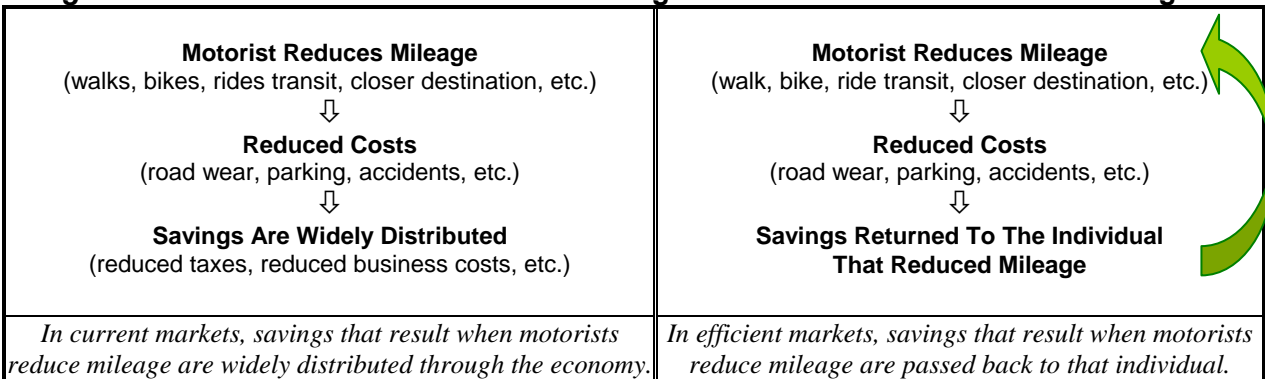 Motorist Reduces Mileage
(walks, bikes, rides transit, closer destination, etc.)
⇩
Reduced Costs
(road wear, parking, accidents, etc.)
⇩
Savings Are Widely Distributed
(reduced taxes, reduced business costs, etc.)
In current markets, savings that result when motorists
reduce mileage are widely distributed through the economy.
Motorist Reduces Mileage
(walk, bike, ride transit, closer destination, etc.)
⇩
Reduced Costs
(road wear, parking, accidents, etc.)
⇩
Savings Returned To The Individual
That Reduced Mileage
In efficient markets, savings that result when motorists
reduce mileage are passed back to that individual.